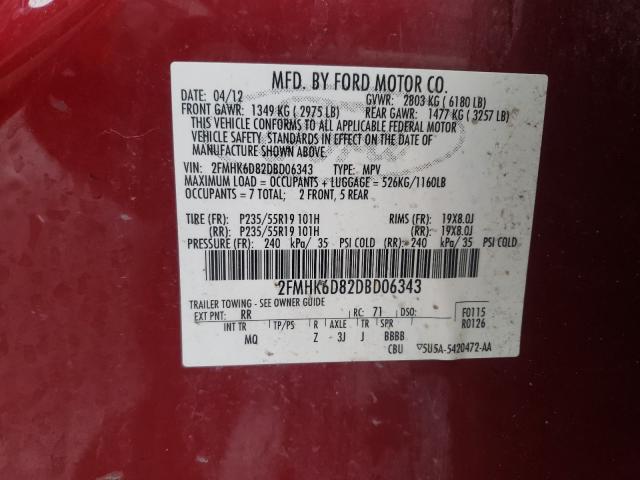 MFD. BY FORD MOTOR CO.
DATE: 04/12 GVWR: 2803 KG ( 6180 LB)
FRONT GAWR: 1349 KG ( 2975 LB) REAR GAWR: 1477 KG ( 3257 LB)
THIS VEHICLE CONFORMS TO ALL APPLICABLE FEDERAL MOTOR
VEHICLE SAFETY STANDARDS IN EFFECT ON THE DATE OF
MANUFACTURE SHOWN ABOVE
VIN: 2FMHK6D82DBD06343 TYPE: MPV
MAXIMUM LOAD = OCCUPANTS + LUGGAGE = 526KG/1160LB
OCCUPANTS = 7 TOTAL; 2 FRONT, 5 REAR
TIRE (FR): P235/55R19 101H RIMS (FR): 19X8.0J
(RR): P235/55R19 101H (RR): 19X8.0J
PRESSURE (FR): 240 kPa/ 35 PSI COLD (RR): 240 kPa/ 35 PSI COLD
2FMHK6D82DBD06343
TRAILER TOWING - SEE OWNER GUIDE
EXT PNT: RR RC: 71 DSO: F0115
R0126
INT TR TP/PS R AXLE TR SPR
MQ Z 3J J BBBB
CBU 5U5A-5420472-AA